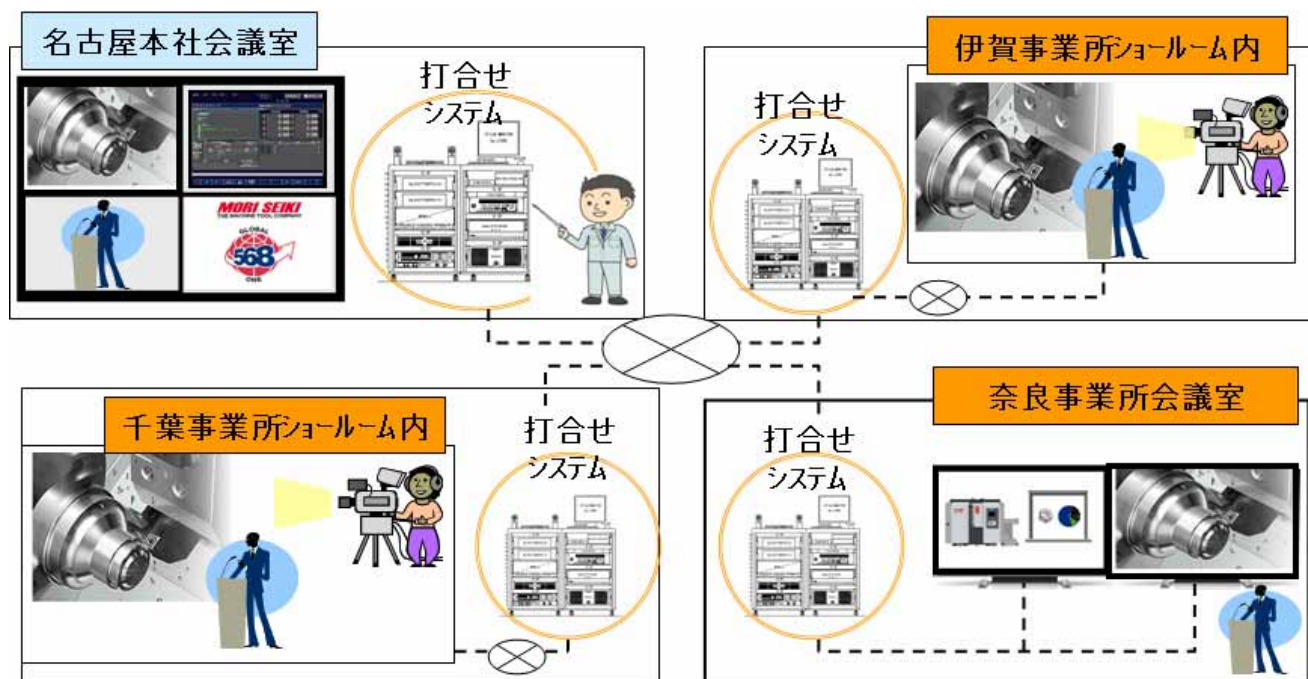 名古屋本社会議室
打合せ
システム
MORI SEIKI
THE MACHINE TOOL COMPANY
GLOBAL
568
ONE
伊賀事業所ショールーム内
打合せ
システム
千葉事業所ショールーム内
打合せ
システム
奈良事業所会議室
打合せ
システム